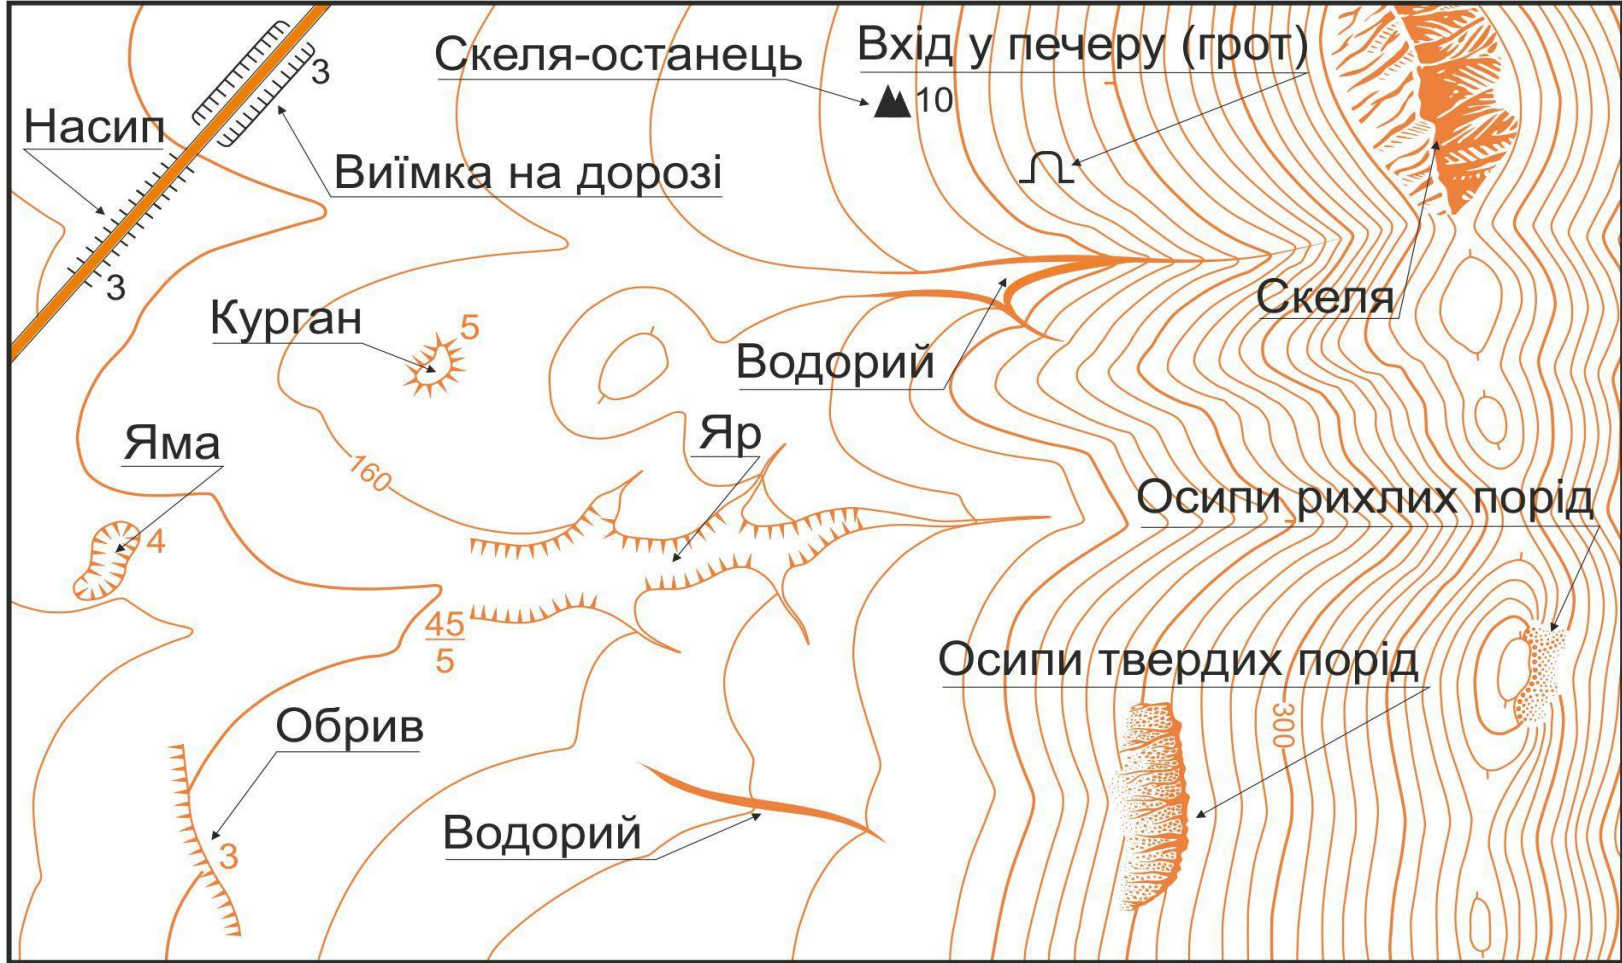 Скеля-останець
Вхід у печеру (грот)
3
10
Насип
Виїмка на дорозі
3
Скеля
Курган
5
Водорий
Яр
Яма
160
Осипи рихлих порід
4
45
5
Осипи твердих порід
300
Обрив
Водорий
3